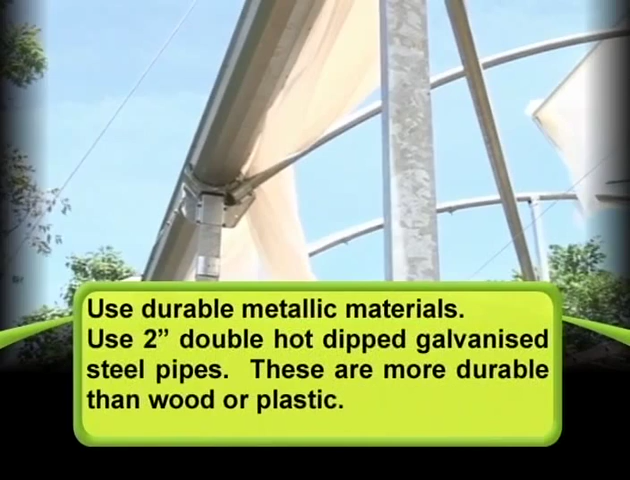 Use durable metallic materials.
Use 2” double hot dipped galvanised
steel pipes. These are more durable
than wood or plastic.